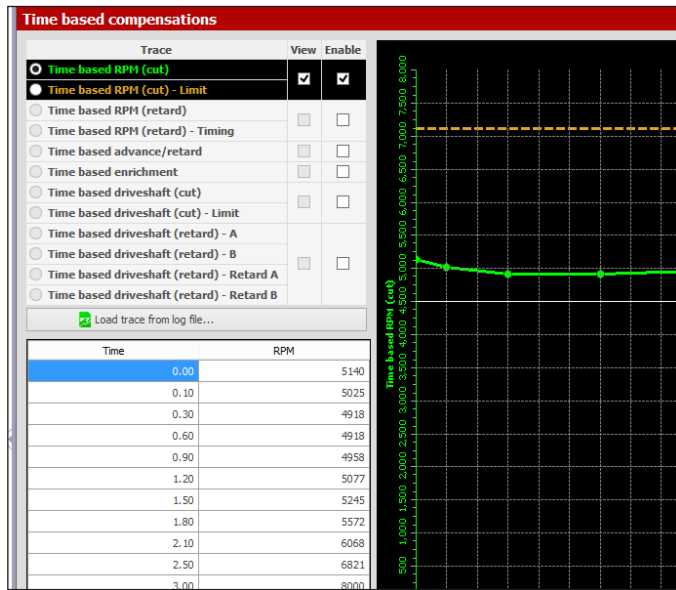 Time based compensations
Trace View Enable
Time based RPM (cut)
Time based RPM (cut) - Limit
Time based RPM (retard)
Time based RPM (retard) - Timing
Time based advance/retard
Time based enrichment
Time based driveshaft (cut)
Time based driveshaft (cut) - Limit
Time based driveshaft (retard) - A
Time based driveshaft (retard) - B
Time based driveshaft (retard) - Retard A
Time based driveshaft (retard) - Retard B
Load trace from log file...
Time RPM
0.00 5140
0.10 5025
0.30 4918
0.60 4918
0.90 4958
1.20 5077
1.50 5245
1.80 5572
2.10 6068
2.50 6821
3.00 8000
Time based RPM (cut)
8,000
7,500
7,000
6,500
6,000
5,500
5,000
4,500
4,000
3,500
3,000
2,500
2,000
1,500
1,000
500